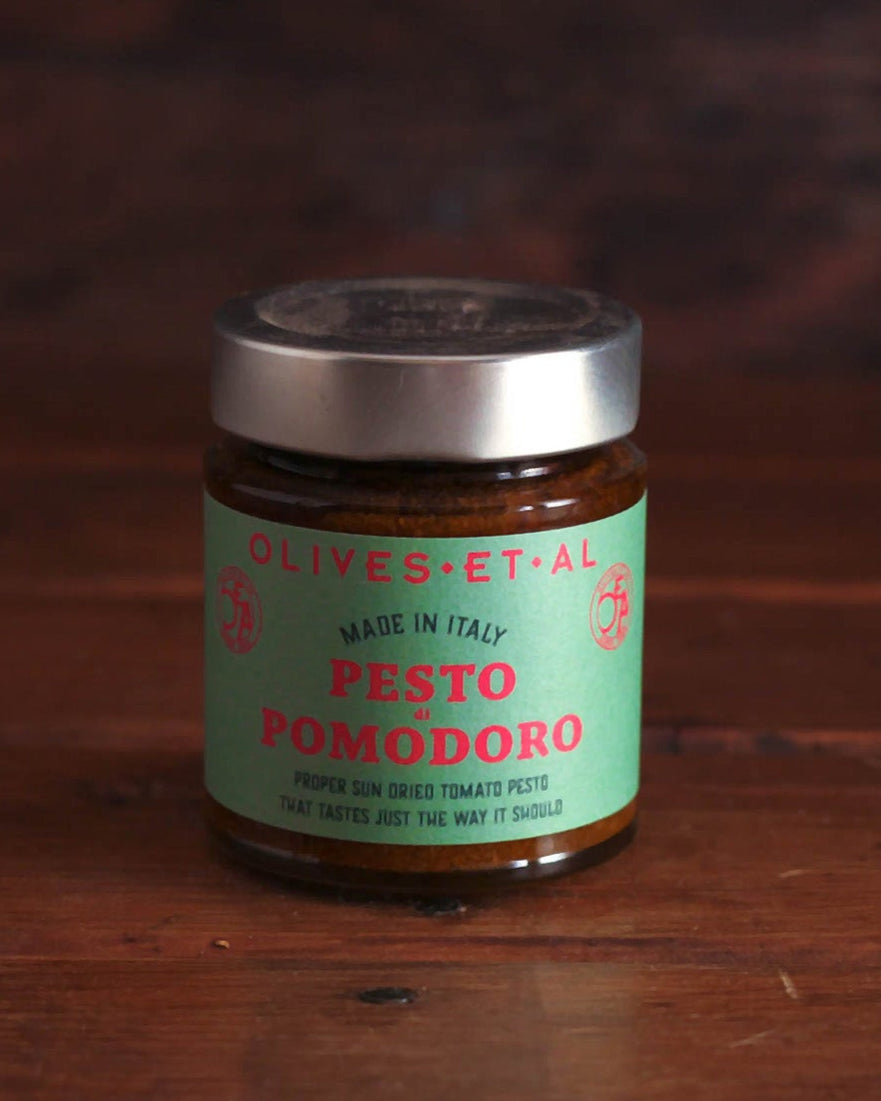 OLIVES•ET•AL
MADE IN ITALY
PESTO
di
POMODORO
PROPER SUN DRIED TOMATO PESTO
THAT TASTES JUST THE WAY IT SHOULD